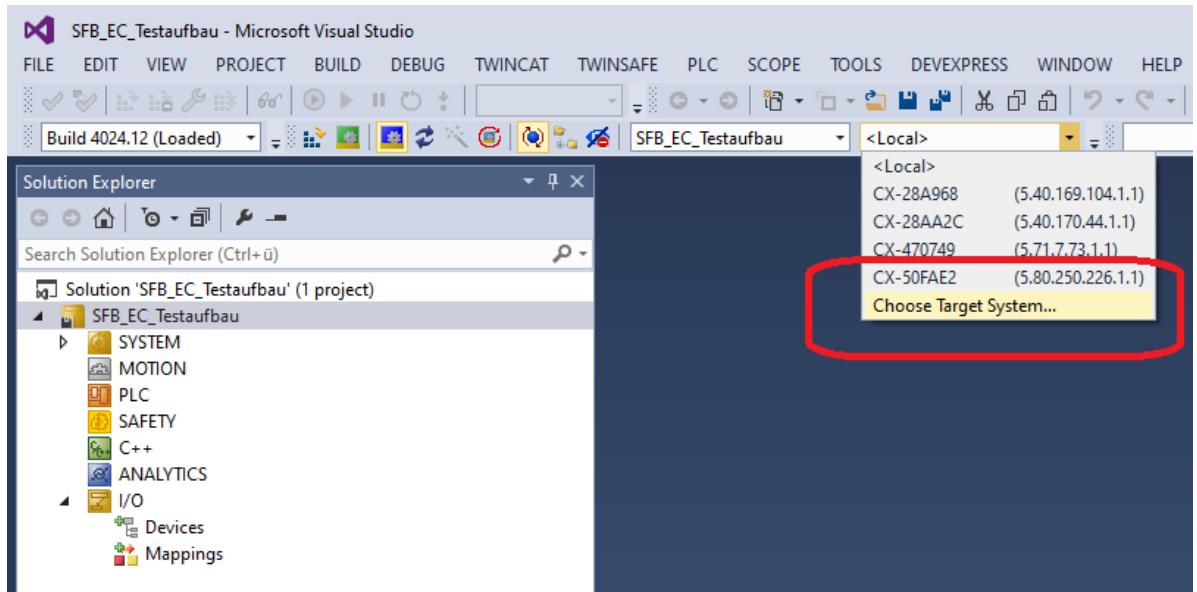 SFB_EC_Testaufbau - Microsoft Visual Studio
FILE EDIT VIEW PROJECT BUILD DEBUG TWINCAT TWINSAFE PLC SCOPE TOOLS DEVEXPRESS WINDOW HELP
Build 4024.12 (Loaded) SFB_EC_Testaufbau <Local>
<Local>
CX-28A968 (5.40.169.104.1.1)
CX-28AA2C (5.40.170.44.1.1)
CX-470749 (5.71.7.73.1.1)
CX-50FAE2 (5.80.250.226.1.1)
Choose Target System...
Solution Explorer
Search Solution Explorer (Ctrl+ü)
Solution 'SFB_EC_Testaufbau' (1 project)
SFB_EC_Testaufbau
SYSTEM
MOTION
PLC
SAFETY
C++
ANALYTICS
I/O
Devices
Mappings